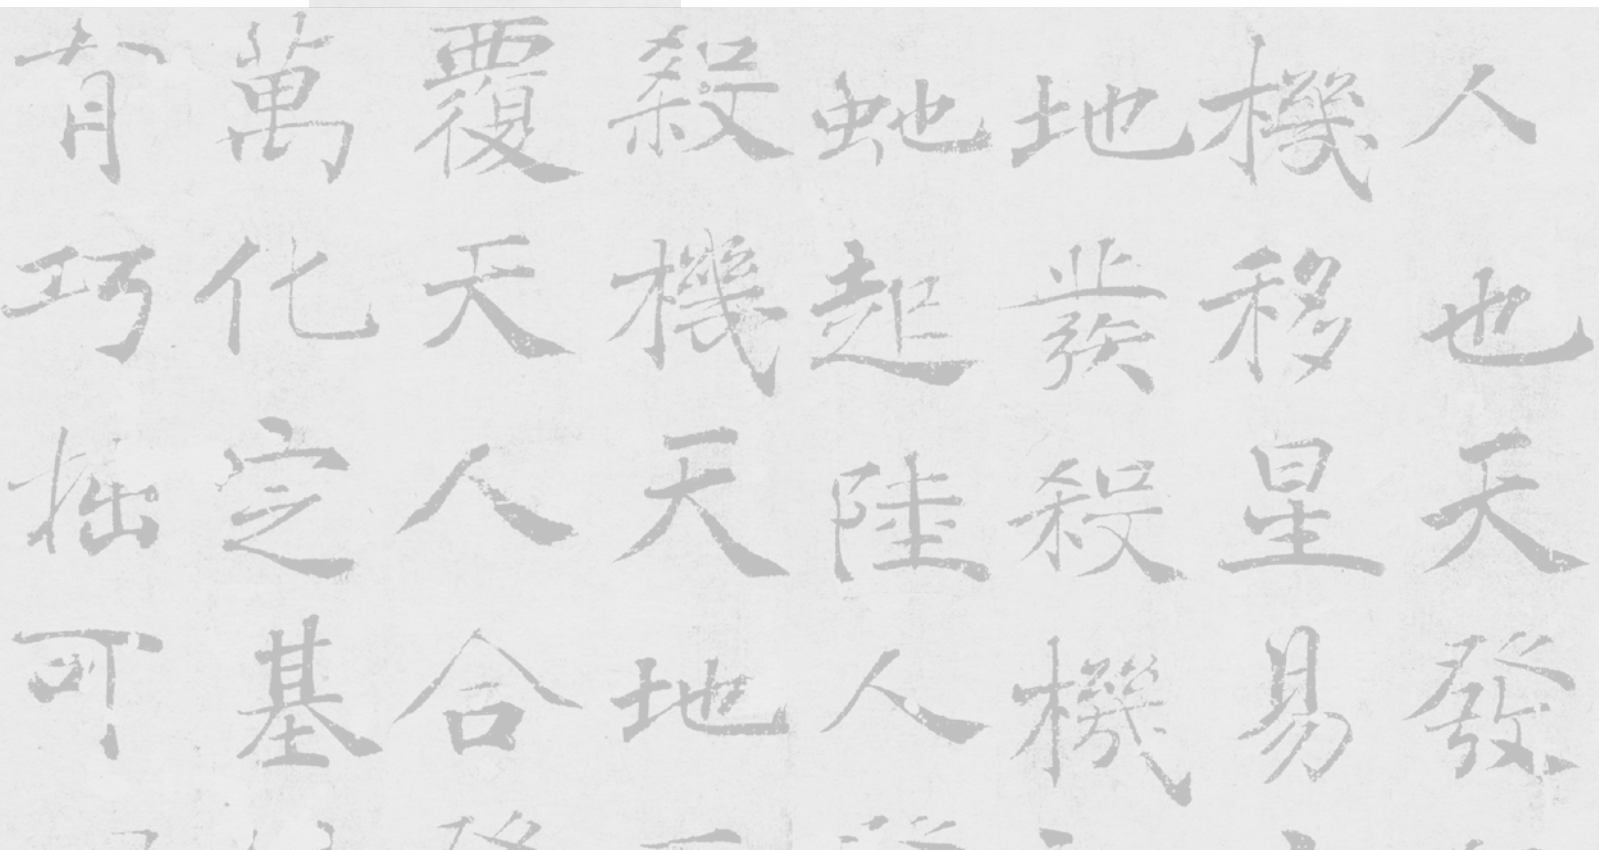 人也天發
機移星易
地發殺機
虵起陸人
殺機天地
覆天人合
萬化定基
有巧拙可